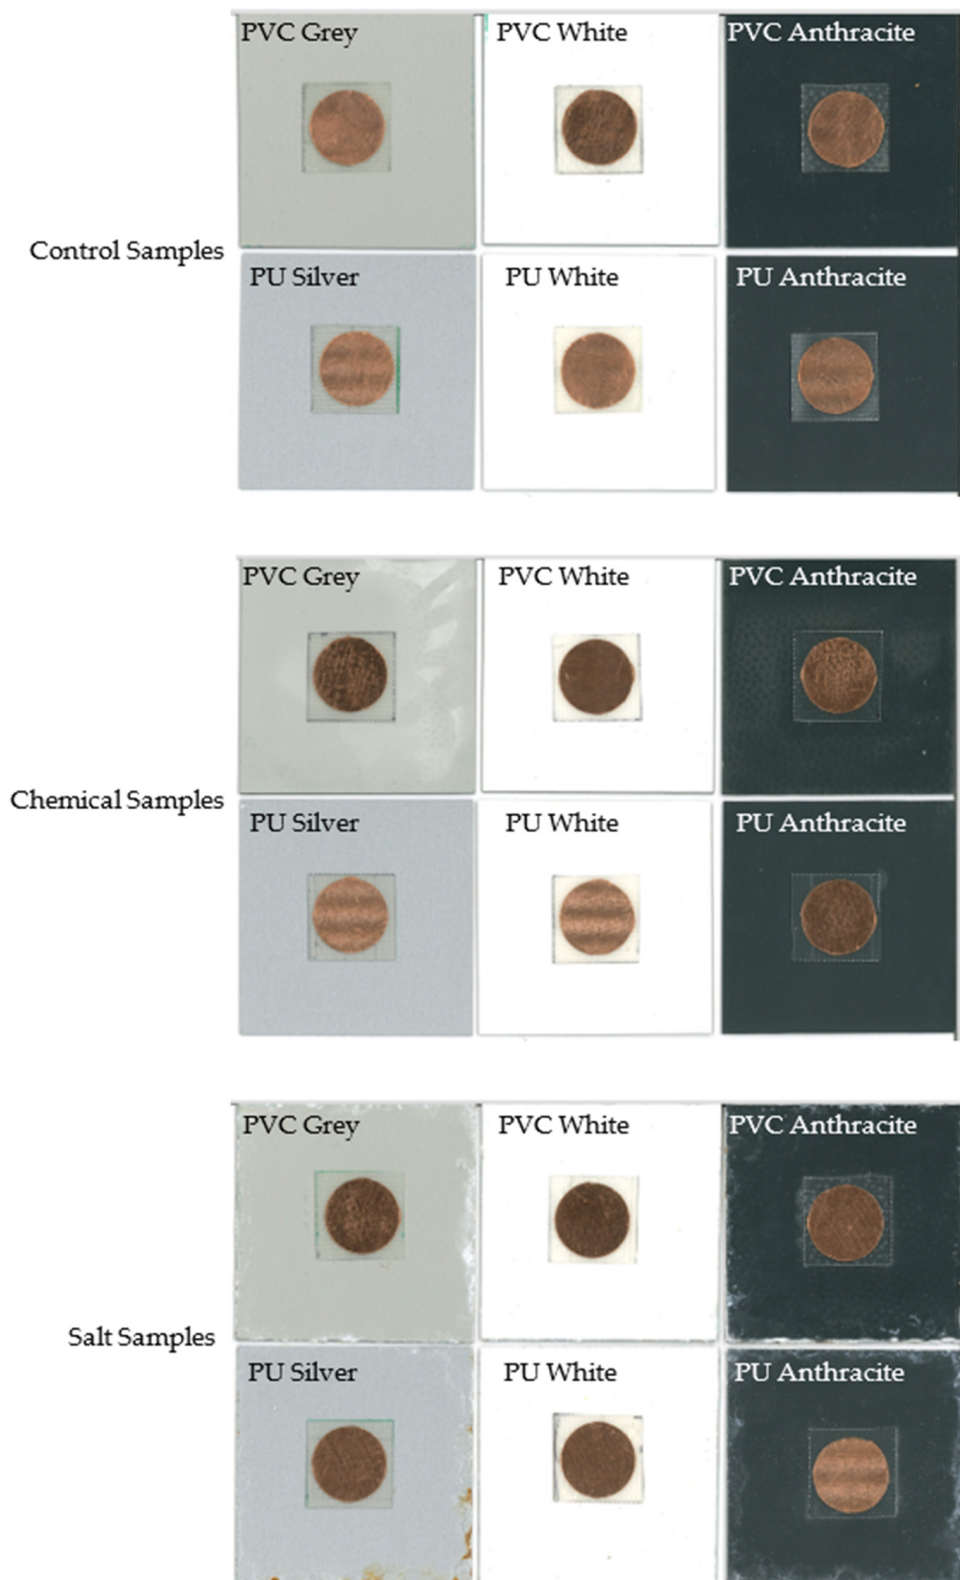 PVC Grey
PVC White
PVC Anthracite
Control Samples
PU Silver
PU White
PU Anthracite
PVC Grey
PVC White
PVC Anthracite
Chemical Samples
PU Silver
PU White
PU Anthracite
PVC Grey
PVC White
PVC Anthracite
Salt Samples
PU Silver
PU White
PU Anthracite